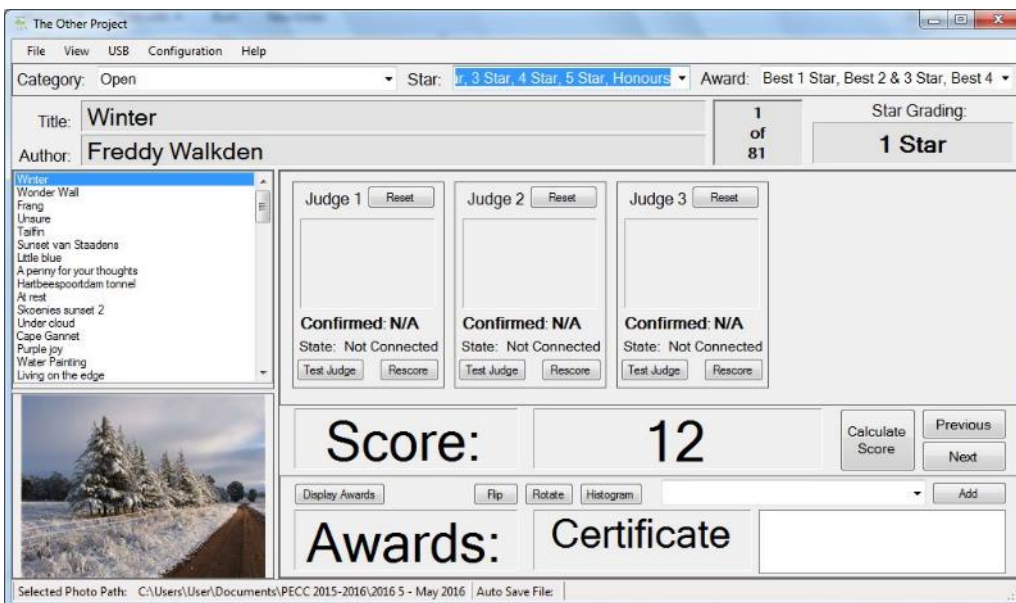 The Other Project
File View USB Configuration Help
Category: Open Star: r, 3 Star, 4 Star, 5 Star, Honours Award: Best 1 Star, Best 2 & 3 Star, Best 4
Title: Winter 1 of 81 Star Grading:
Author: Freddy Walkden 1 Star
Winter
Wonder Wall
Frang
Unsure
Taifin
Sunset van Staadens
Little blue
A penny for your thoughts
Hartbeespoortdam tonnel
At rest
Skoenies sunset 2
Under cloud
Cape Gannet
Purple joy
Water Painting
Living on the edge
Judge 1 Reset Judge 2 Reset Judge 3 Reset
Confirmed: N/A Confirmed: N/A Confirmed: N/A
State: Not Connected State: Not Connected State: Not Connected
Test Judge Rescore Test Judge Rescore Test Judge Rescore
Score: 12 Calculate Score Previous
Next
Display Awards Flip Rotate Histogram Add
Awards: Certificate
Selected Photo Path: C:\Users\User\Documents\PECC 2015-2016\2016 5 - May 2016 Auto Save File: